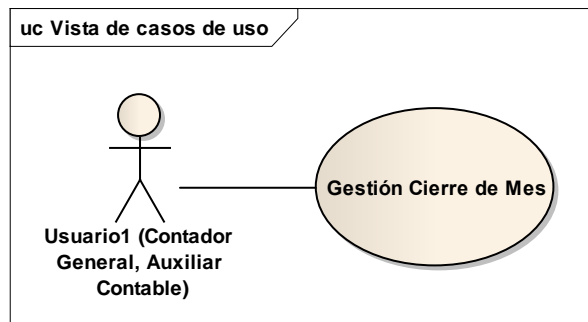 uc Vista de casos de uso
Gestión Cierre de Mes
Usuario1 (Contador
General, Auxiliar
Contable)